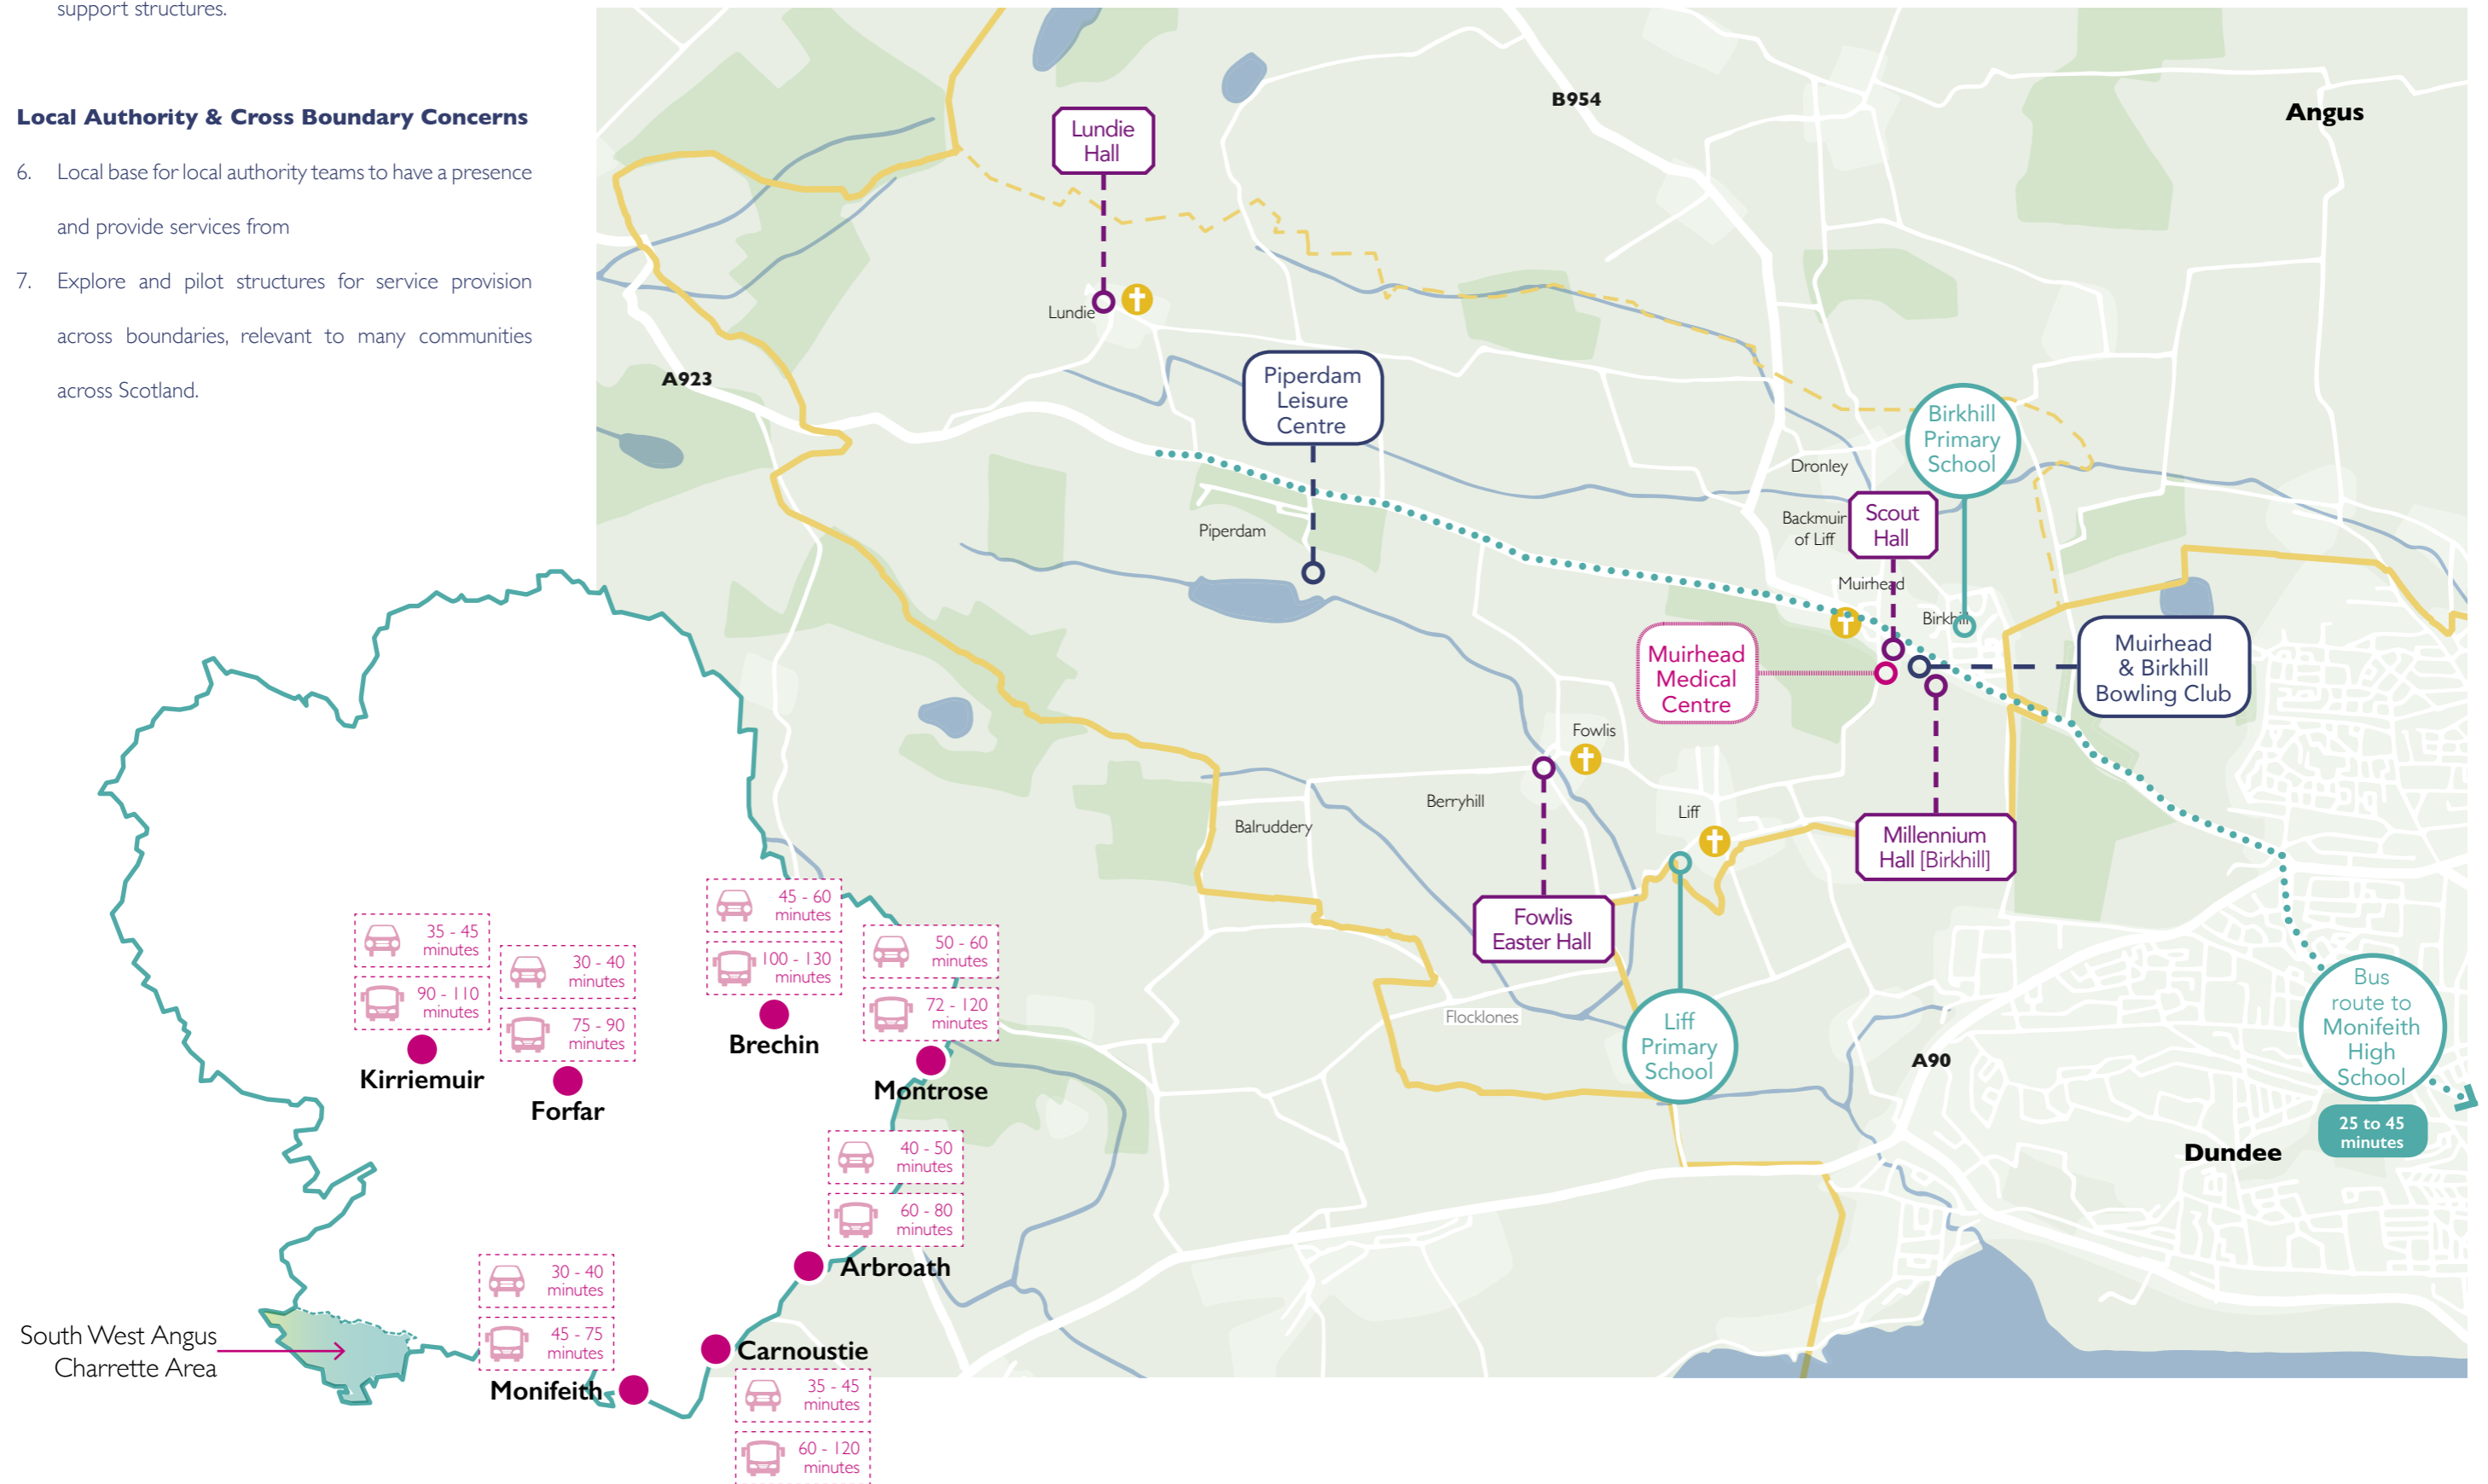 support structures.
Local Authority & Cross Boundary Concerns
6. Local base for local authority teams to have a presence
and provide services from
7. Explore and pilot structures for service provision
across boundaries, relevant to many communities
across Scotland.
B954
Angus
Lundie
Hall
Lundie
A923
Piperdam
Leisure
Centre
Birkhill
Primary
School
Dronley
Scout
Hall
Backmuir
of Liff
Piperdam
Muirhead
Birkhill
Muirhead
Medical
Centre
Muirhead
& Birkhill
Bowling Club
Fowlis
Berryhill
Liff
Balruddery
Millennium
Hall [Birkhill]
Fowlis
Easter Hall
Flocklones
Liff
Primary
School
A90
Bus
route to
Monifeith
High
School
25 to 45
minutes
Dundee
35 - 45
minutes
90 - 110
minutes
Kirriemuir
30 - 40
minutes
75 - 90
minutes
Forfar
45 - 60
minutes
100 - 130
minutes
Brechin
50 - 60
minutes
72 - 120
minutes
Montrose
40 - 50
minutes
60 - 80
minutes
Arbroath
30 - 40
minutes
45 - 75
minutes
Monifeith
Carnoustie
35 - 45
minutes
60 - 120
minutes
South West Angus
Charrette Area